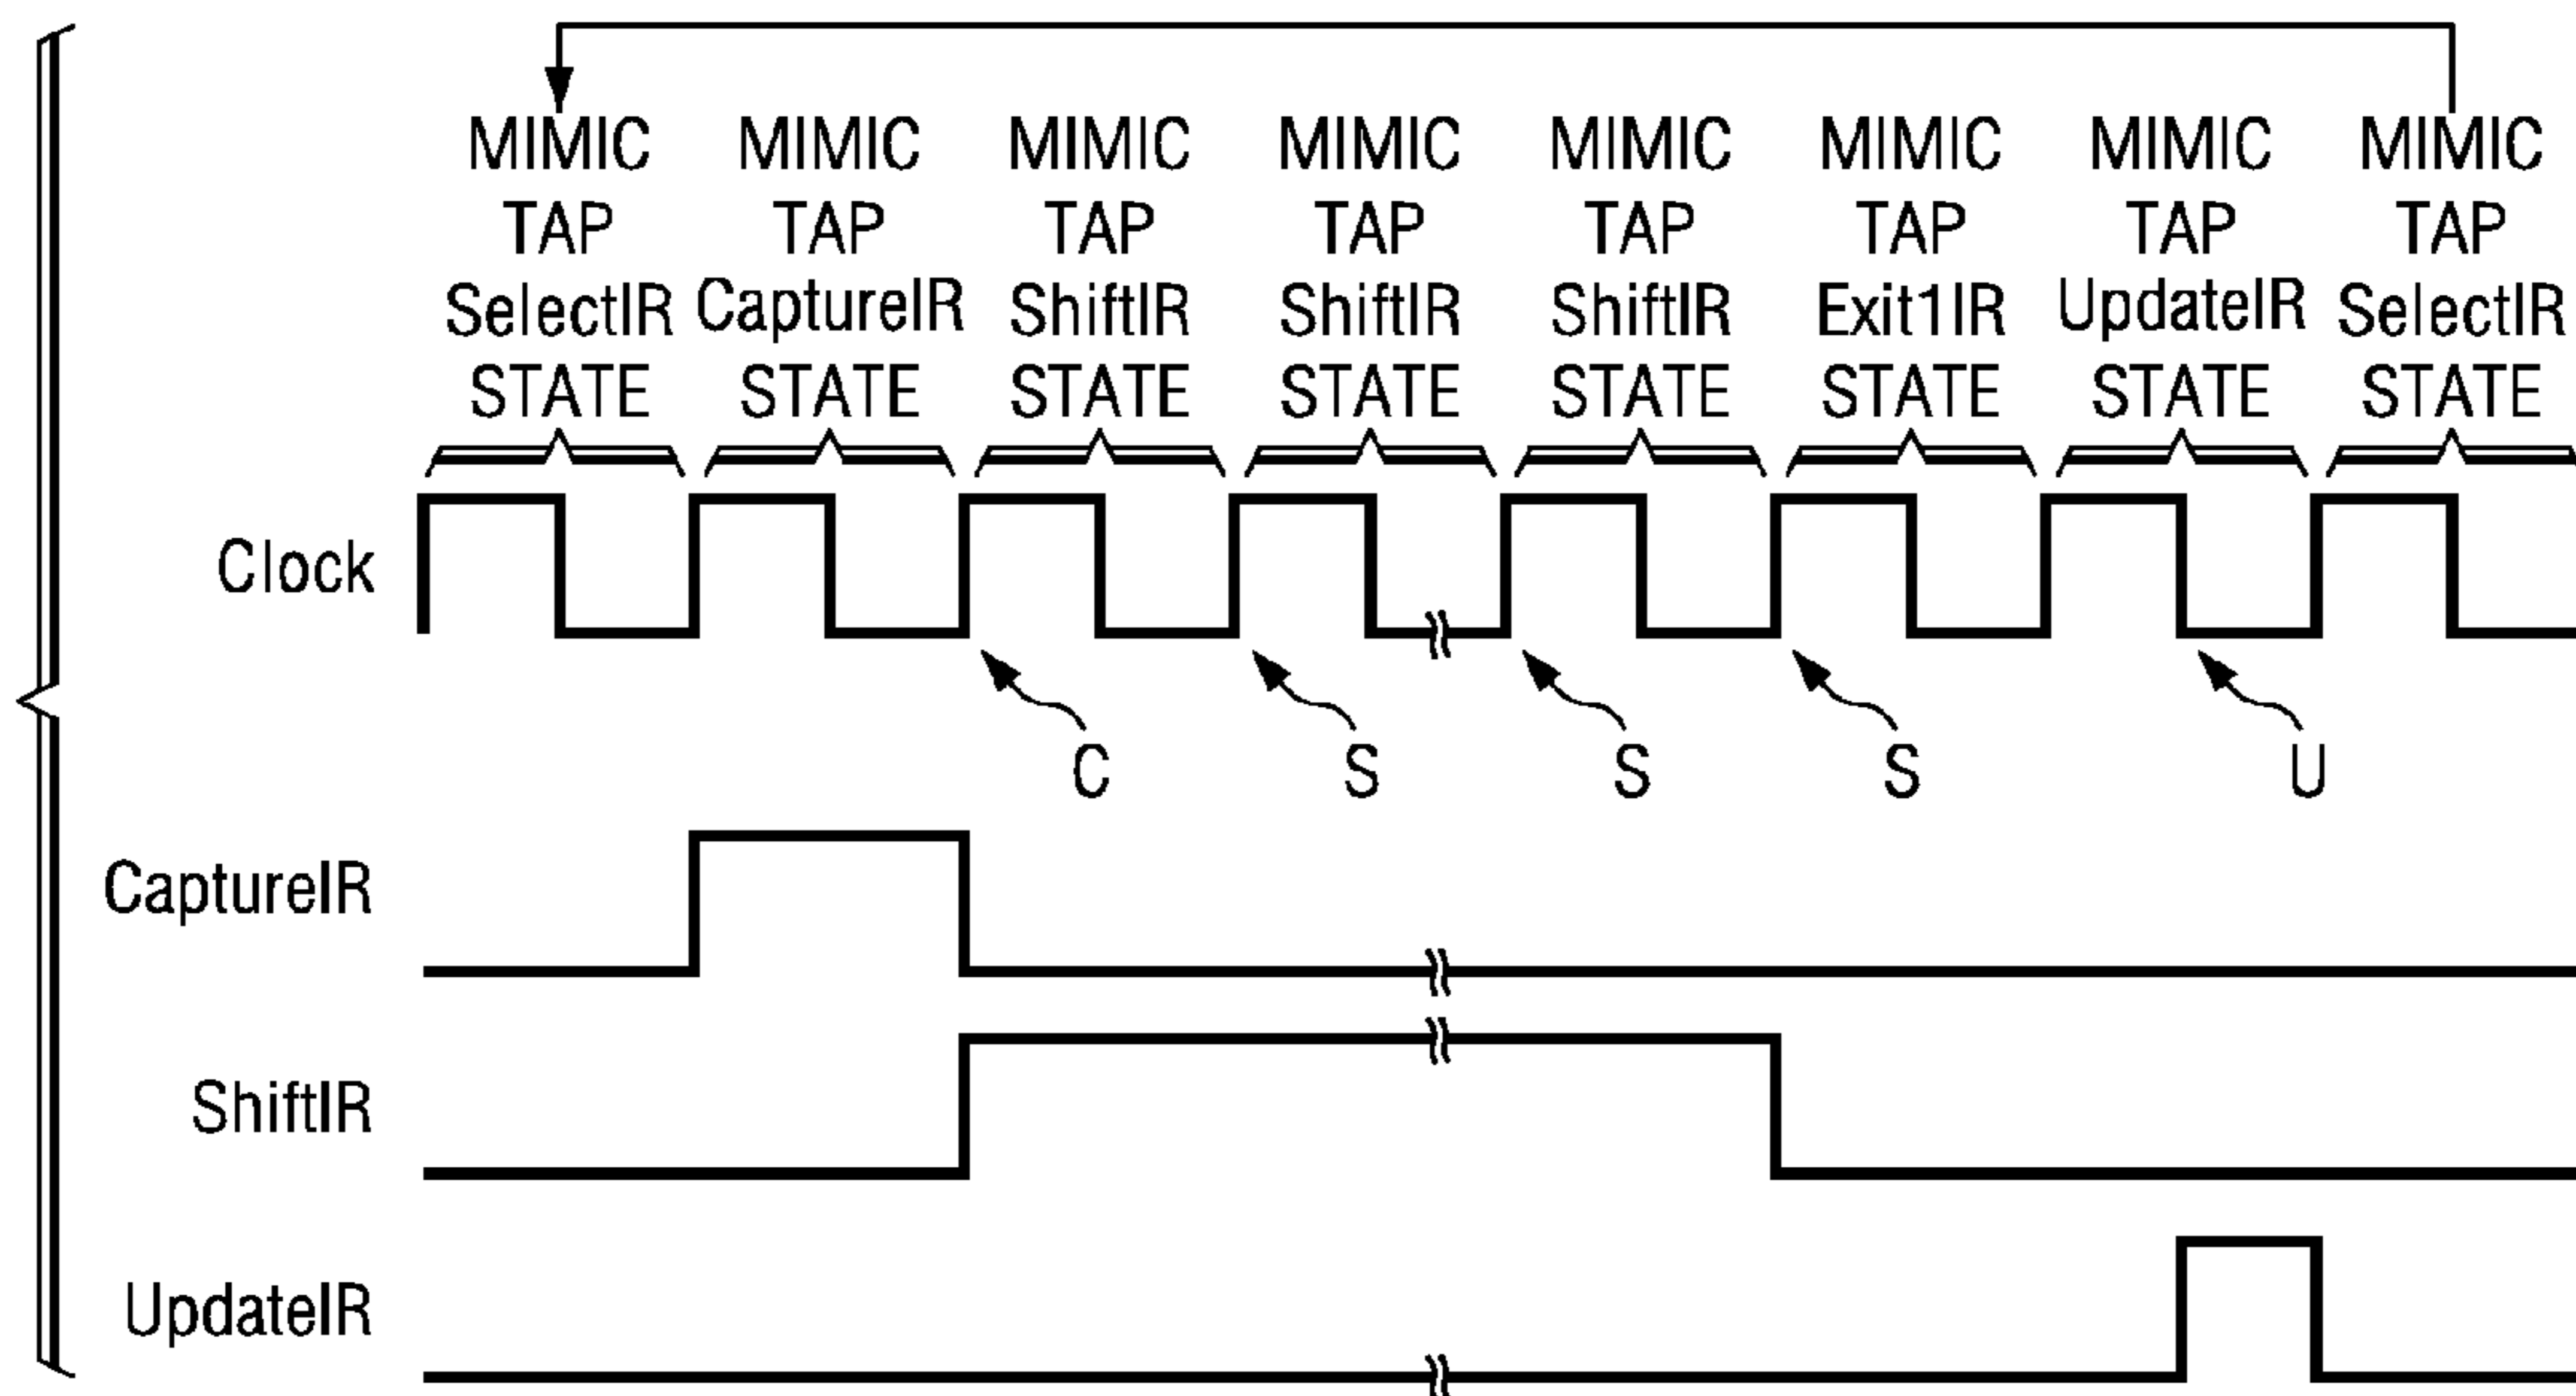 MIMIC MIMIC MIMIC MIMIC MIMIC MIMIC MIMIC MIMIC
TAP TAP TAP TAP TAP TAP TAP TAP
SelectIR CaptureIR ShiftIR ShiftIR ShiftIR Exit1IR UpdateIR SelectIR
STATE STATE STATE STATE STATE STATE STATE STATE
Clock
C S S S U
CaptureIR
ShiftIR
UpdateIR